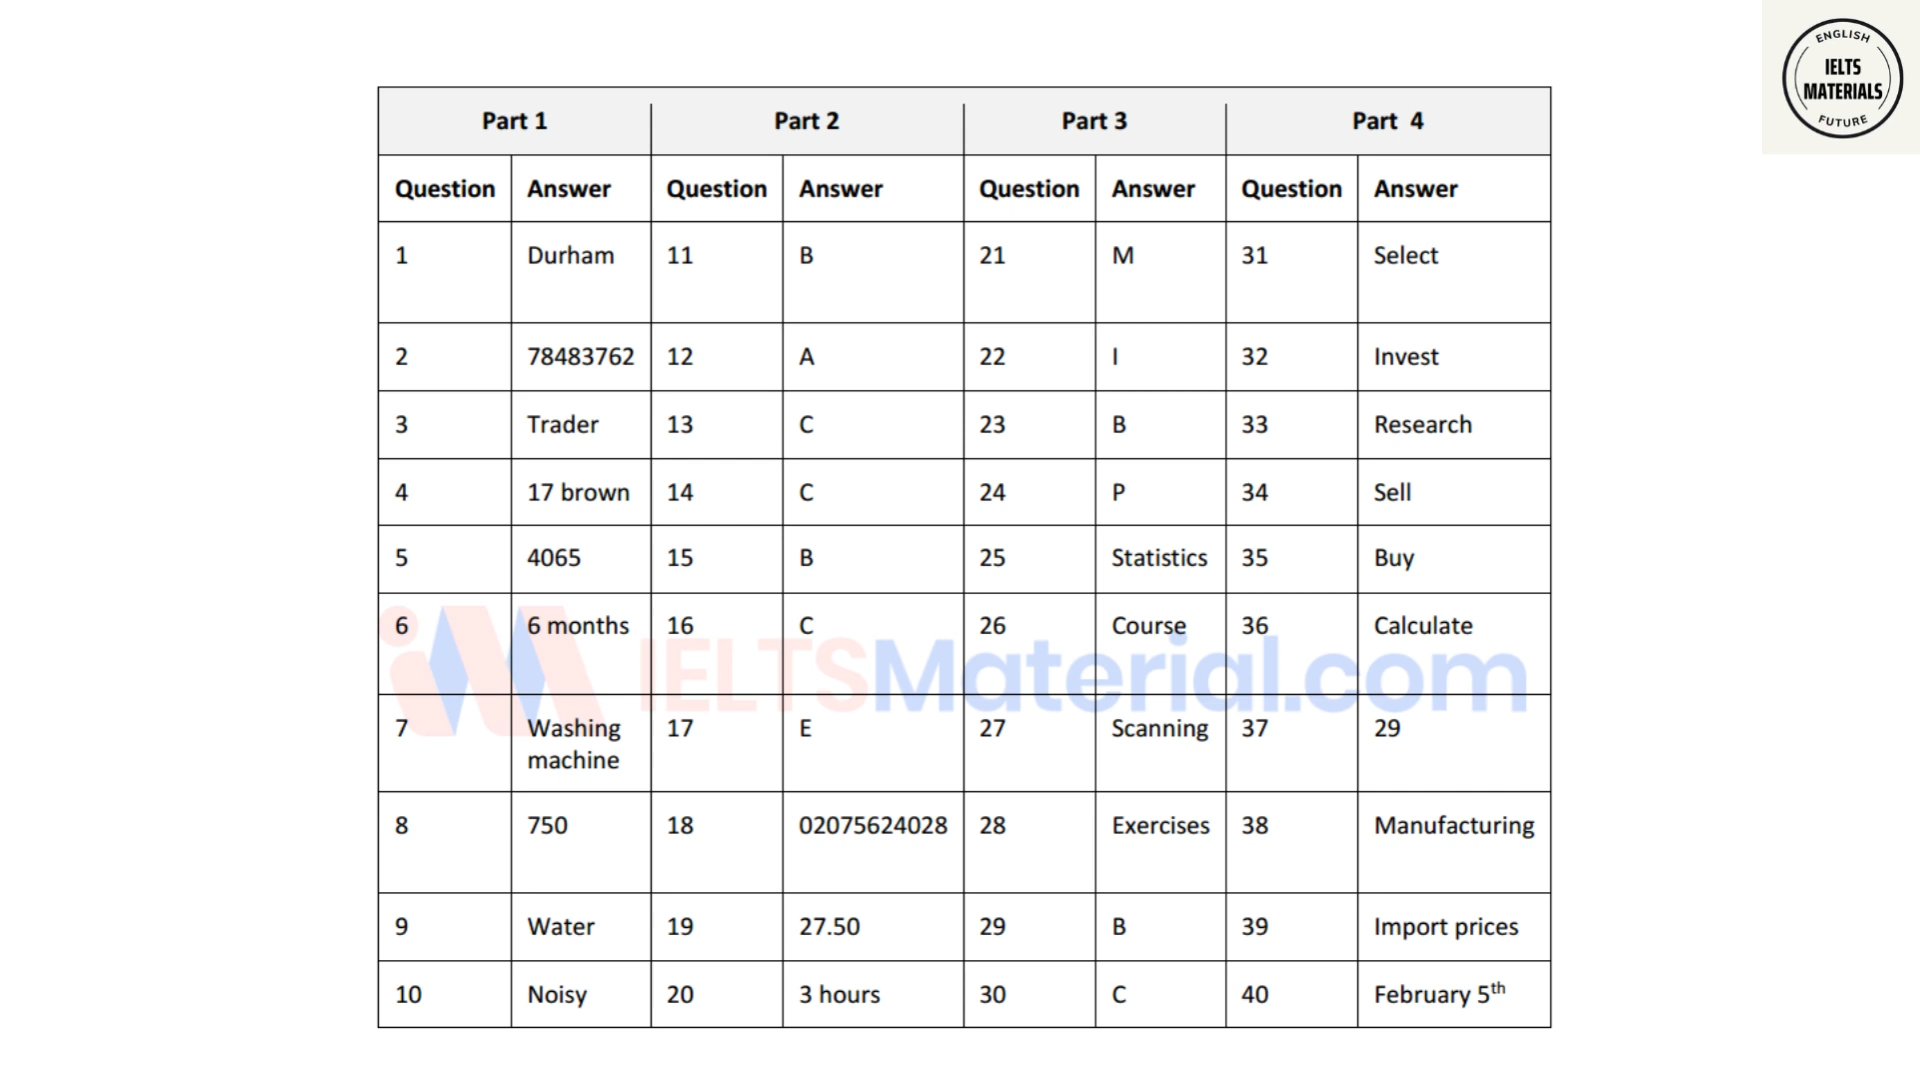 ENGLISH
IELTS
MATERIALS
FUTURE
Part 1 Part 2 Part 3 Part 4
Question Answer Question Answer Question Answer Question Answer
1 Durham 11 B 21 M 31 Select
2 78483762 12 A 22 I 32 Invest
3 Trader 13 C 23 B 33 Research
4 17 brown 14 C 24 P 34 Sell
5 4065 15 B 25 Statistics 35 Buy
6 6 months 16 C 26 Course 36 Calculate
IELTSMaterial.com
7 Washing 17 E 27 Scanning 37 29
machine
8 750 18 02075624028 28 Exercises 38 Manufacturing
9 Water 19 27.50 29 B 39 Import prices
10 Noisy 20 3 hours 30 C 40 February 5th